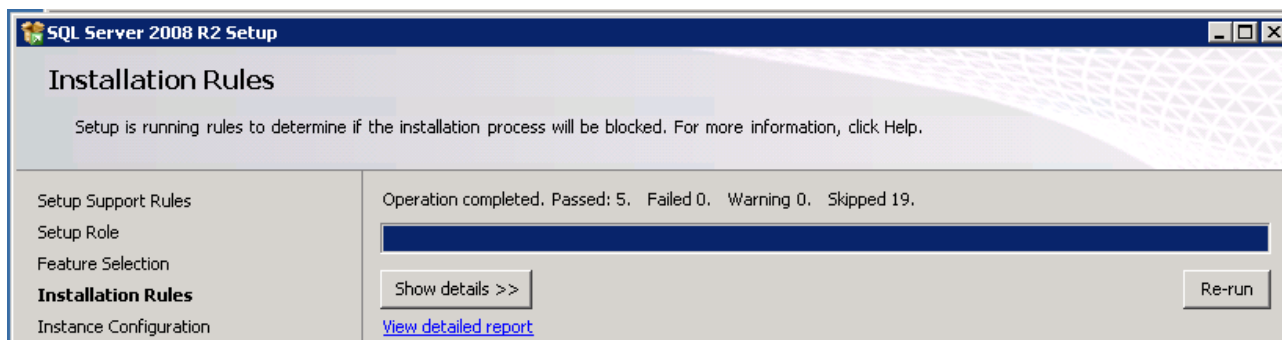 SQL Server 2008 R2 Setup
Installation Rules
Setup is running rules to determine if the installation process will be blocked. For more information, click Help.
Setup Support Rules
Setup Role
Feature Selection
Installation Rules
Instance Configuration
Operation completed. Passed: 5. Failed 0. Warning 0. Skipped 19.
Show details >>
Re-run
View detailed report